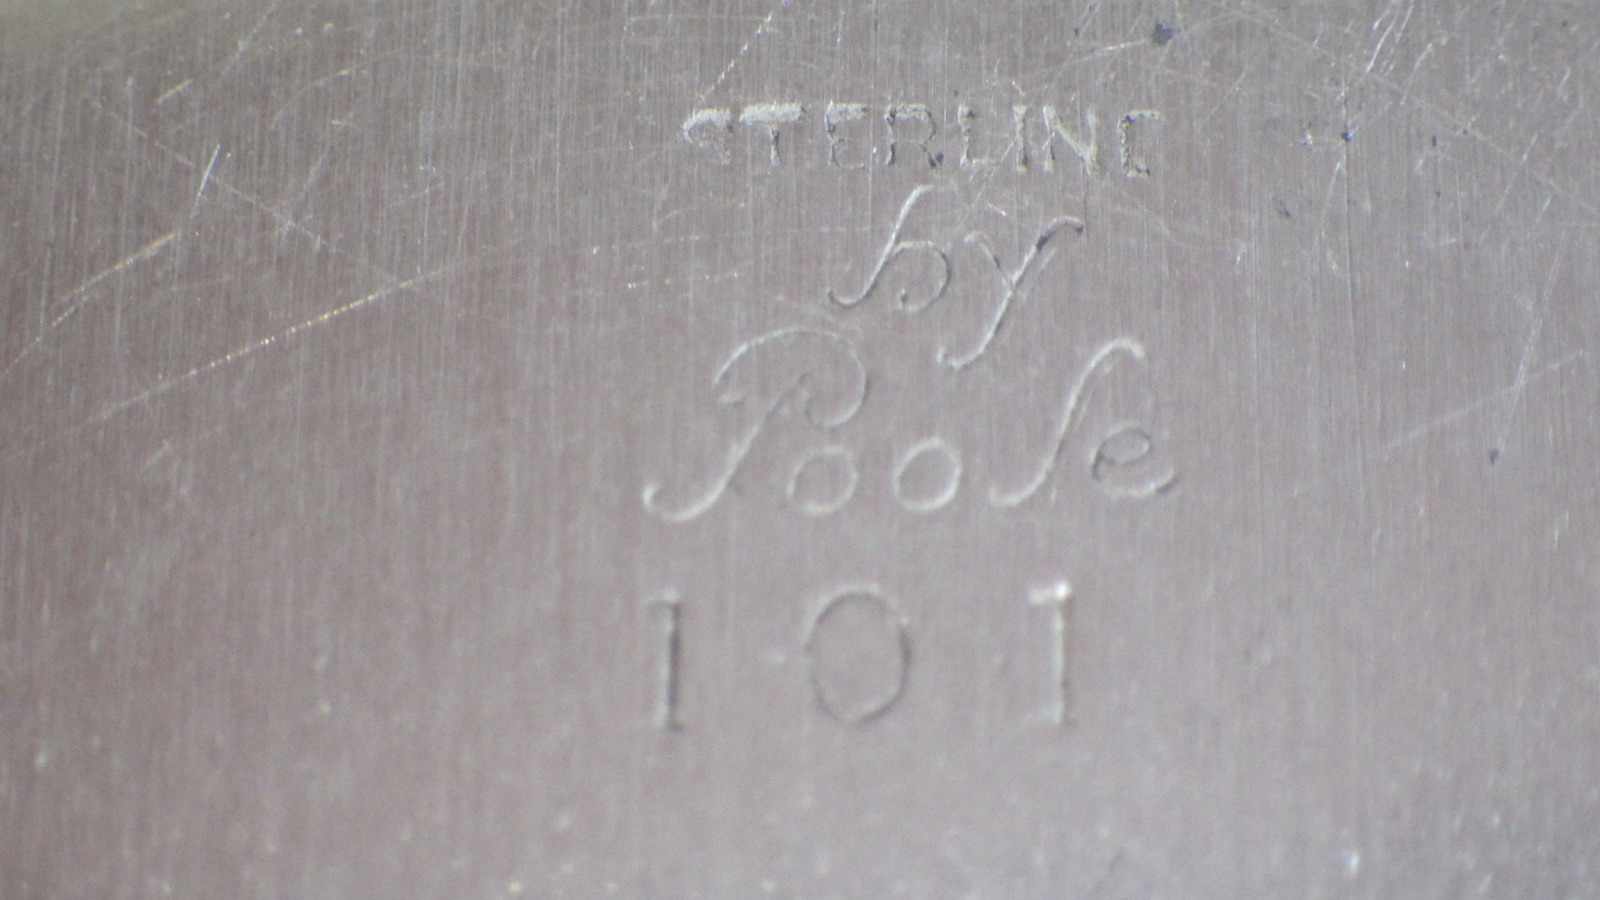 STERLING
by
Poole
101